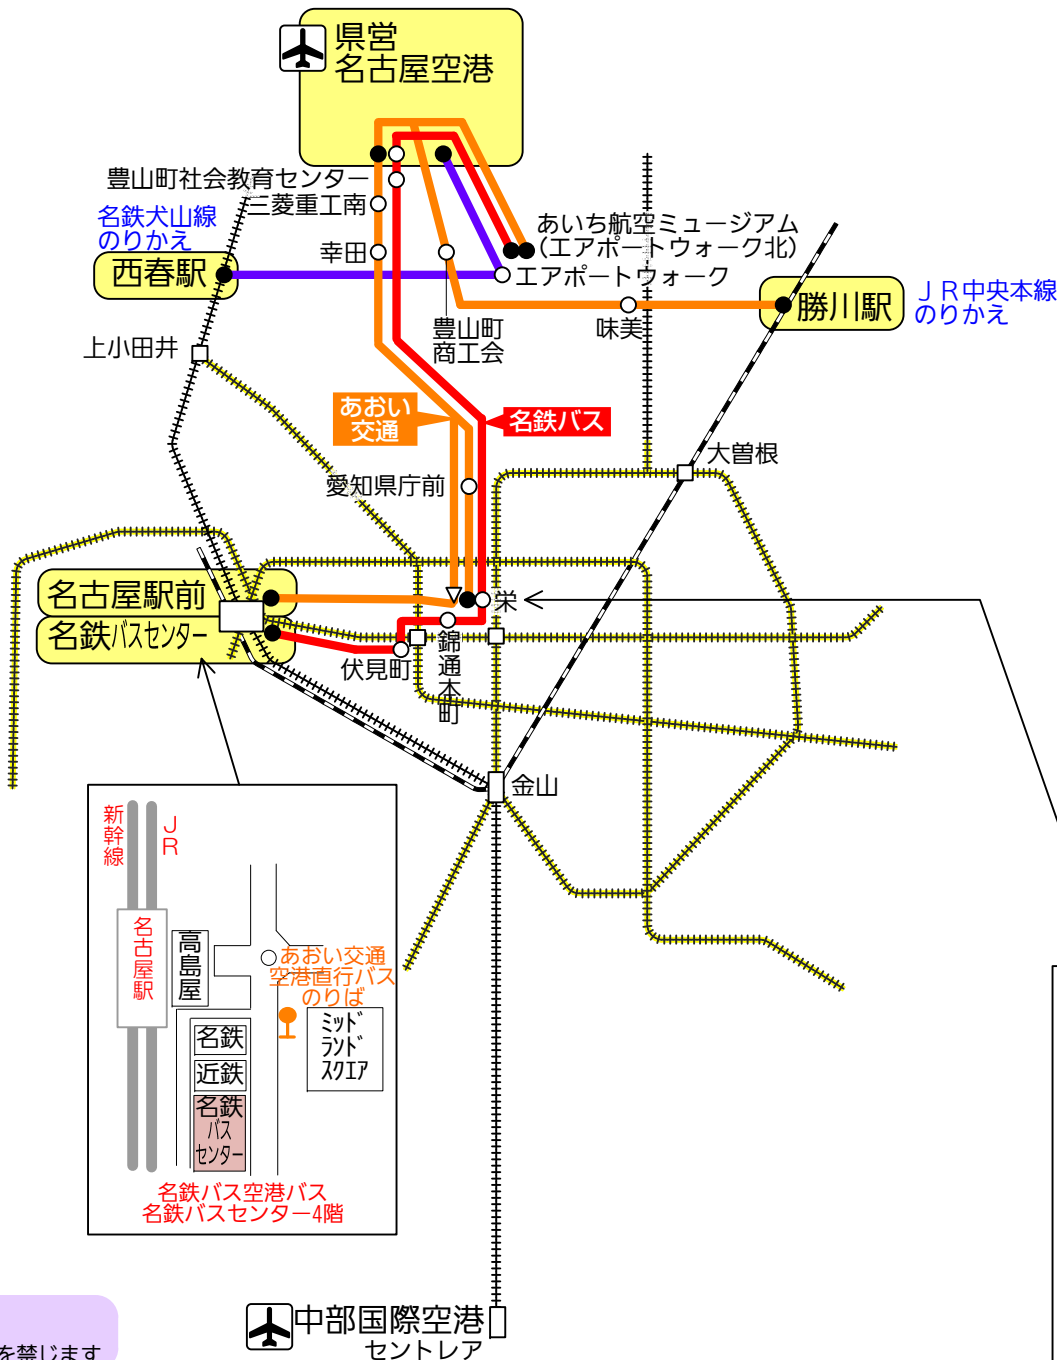 県営
名古屋空港
豊山町社会教育センター
三菱重工南
名鉄犬山線
のりかえ
幸田
西春駅
あいち航空ミュージアム
(エアポートウォーク北)
エアポートウォーク
勝川駅
ＪＲ中央本線
のりかえ
豊山町
商工会
味美
上小田井
あおい
交通
名鉄バス
大曽根
愛知県庁前
名古屋駅前
栄
名鉄バスセンター
伏見町
錦通本町
金山
新幹線
ＪＲ
名古屋駅
高島屋
あおい交通
空港直行バス
のりば
ミッド
ランド
スクエア
名鉄
近鉄
名鉄
バス
センター
名鉄バス空港バス
名鉄バスセンター4階
中部国際空港
セントレア
を禁じます